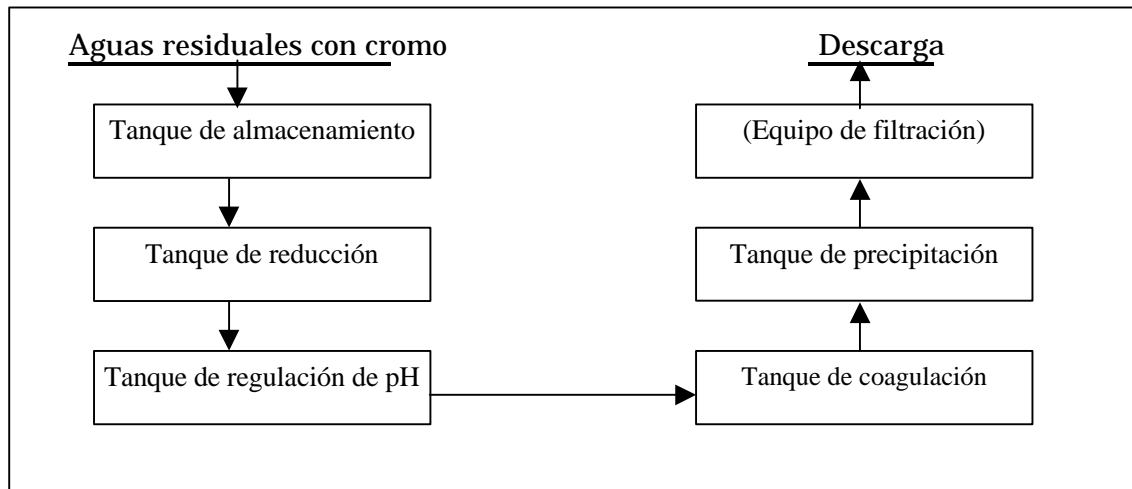 Aguas residuales con cromo
Tanque de almacenamiento
Tanque de reducción
Tanque de regulación de pH
Tanque de coagulación
Tanque de precipitación
(Equipo de filtración)
Descarga